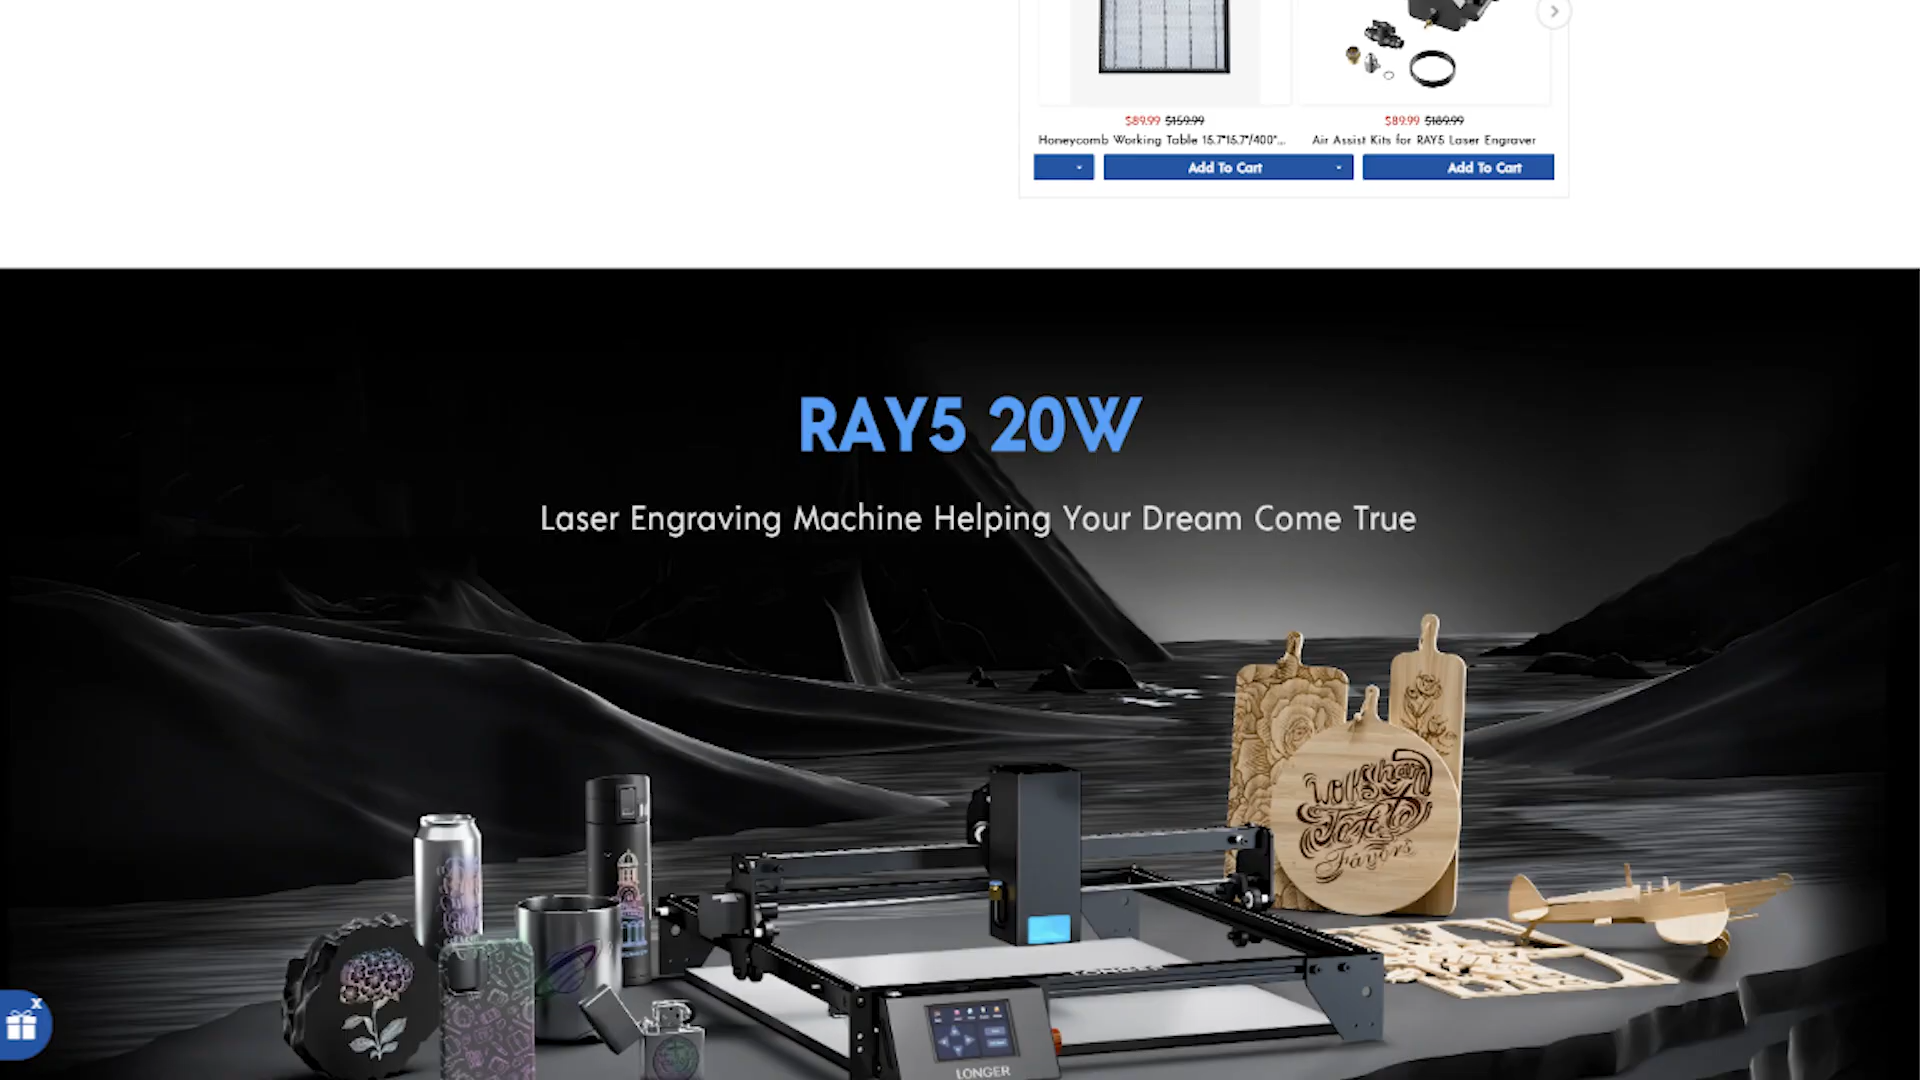 $89.99 $159.99
$89.99 $189.99
Honeycomb Working Table 15.7"15.7"/400"...
Air Assist Kits for RAY5 Laser Engraver
Add To Cart
Add To Cart
RAY5 20W
Laser Engraving Machine Helping Your Dream Come True
Favors
LONGER
LONGER
x